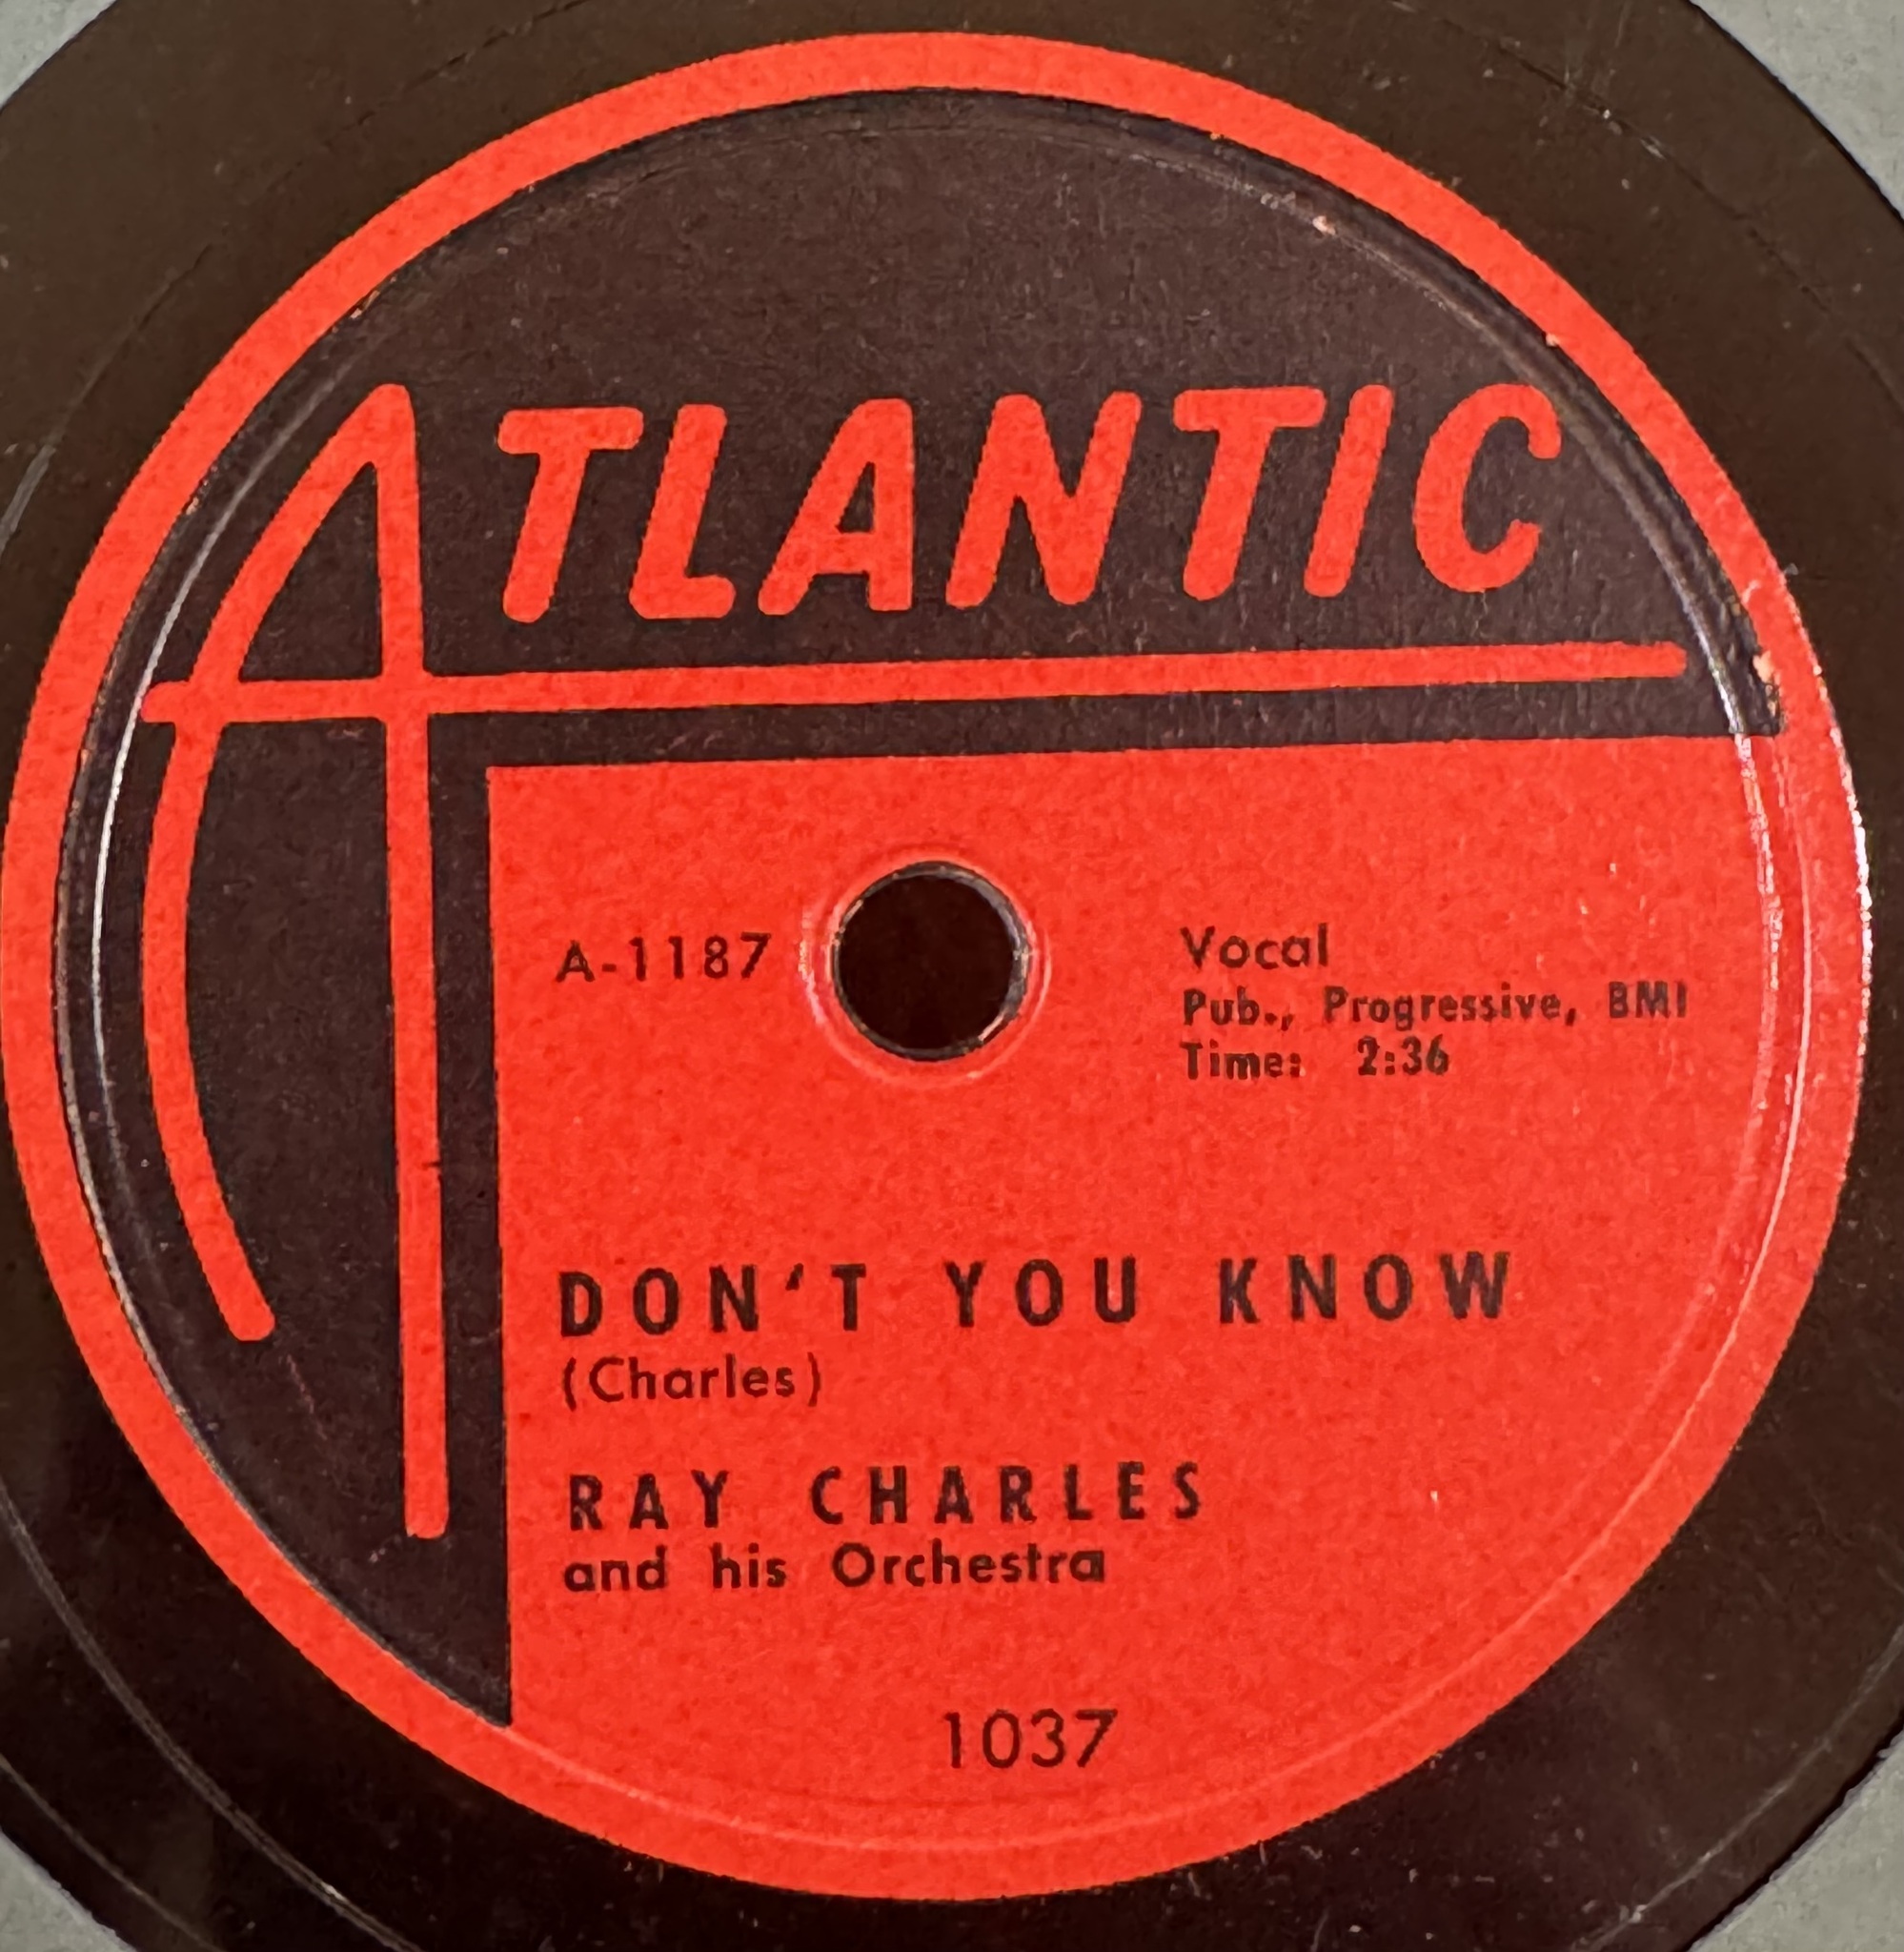 ATLANTIC
A-1187
Vocal
Pub., Progressive, BMI
Time: 2:36
DON'T YOU KNOW
(Charles)
RAY CHARLES
and his Orchestra
1037